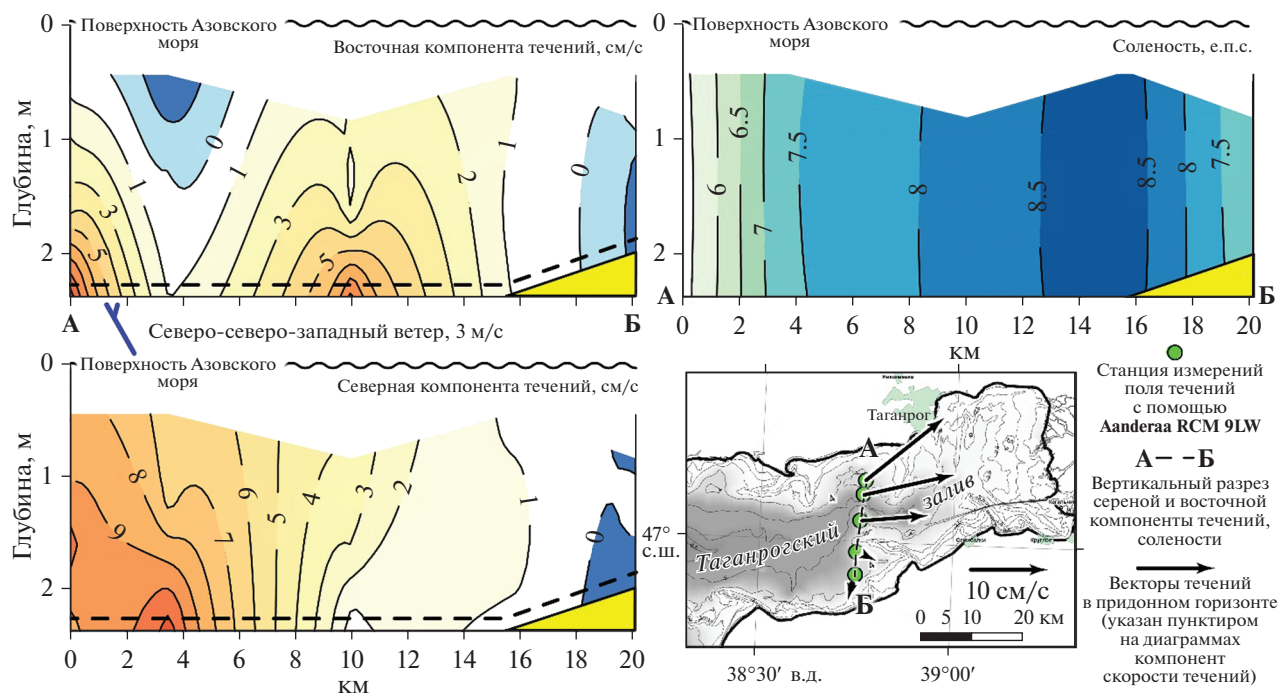 0
Поверхность Азовского
моря
Восточная компонента течений, см/с
Глубина, м
1
2
1
3
5
0
1
3
5
2
1
0
А
Б
Северо-северо-западный ветер, 3 м/с
0
Поверхность Азовского
моря
Соленость, е.п.с.
1
2
6
6.5
7
7.5
8
8.5
8.5
8
7.5
А
Б
0 2 4 6 8 10 12 14 16 18 20
км
0
Поверхность Азовского
моря
Северная компонента течений, см/с
Глубина, м
1
2
9
8
7
6
5
4
3
2
1
0
0 2 4 6 8 10 12 14 16 18 20
км
Таганрог
А
залив
Таганрогский
4
4
Б
10 см/с
0 5 10 20 км
47°
с.ш.
38°30′ в.д.
39°00′
Станция измерений
поля течений
с помощью
Aanderaa RCM 9LW
А – – Б
Вертикальный разрез
сереной и восточной
компоненты течений,
солености
Векторы течений
в придонном горизонте
(указан пунктиром
на диаграммах
компонент
скорости течений)